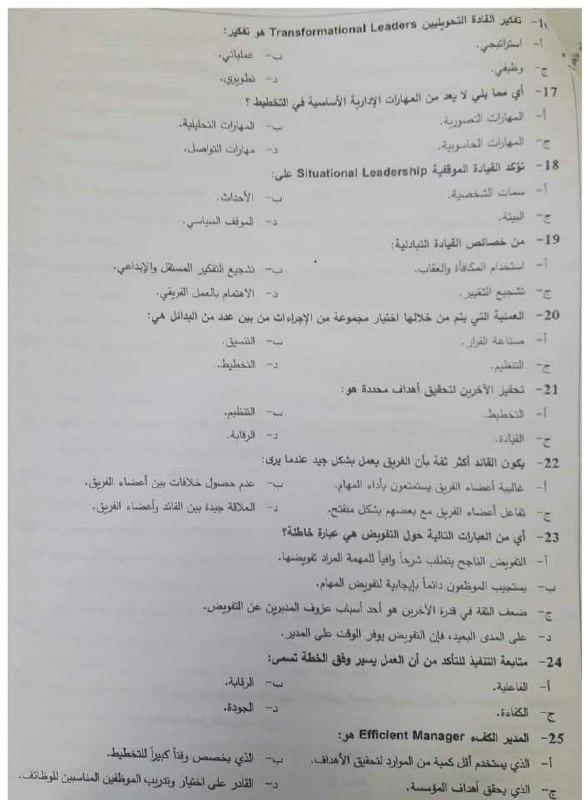 1- تفكير القادة التحويليين Transformational Leaders هو تفكير:
أ- استراتيجي. ب- عملياتي.
ج- وظيفي. د- تطويري.
17- أي مما يلي لا يعد من المهارات الإدارية الأساسية في التخطيط ؟
أ- المهارات التصورية. ب- المهارات التحليلية.
ج- المهارات الحاسوبية. د- مهارات التواصل.
18- تؤكد القيادة الموقفية Situational Leadership على:
أ- سمات الشخصية. ب- الأحداث.
ج- البيئة. د- الموقف السياسي.
19- من خصائص القيادة التبادلية:
أ- استخدام المكافأة والعقاب. ب- تشجيع التفكير المستقل والإبداعي.
ج- تشجيع التغيير. د- الاهتمام بالعمل الفريقي.
20- العملية التي يتم من خلالها اختيار مجموعة من الإجراءات من بين عدد من البدائل هي:
أ- صناعة القرار. ب- التنسيق.
ج- التنظيم. د- التخطيط.
21- تحفيز الآخرين لتحقيق أهداف محددة هو:
أ- التخطيط. ب- التنظيم.
ج- القيادة. د- الرقابة.
22- يكون القائد أكثر ثقة بأن الفريق يعمل بشكل جيد عندما يرى:
أ- غالبية أعضاء الفريق يستمتعون بأداء المهام. ب- عدم حصول خلافات بين أعضاء الفريق.
ج- تفاعل أعضاء الفريق مع بعضهم بشكل منفتح. د- العلاقة جيدة بين القائد وأعضاء الفريق.
23- أي من العبارات التالية حول التفويض هي عبارة خاطئة؟
أ- التفويض الناجح يتطلب شرحاً وافياً للمهمة المراد تفويضها.
ب- يستجيب الموظفون دائماً بإيجابية لتفويض المهام.
ج- ضعف الثقة في قدرة الآخرين هو أحد أسباب عزوف المديرين عن التفويض.
د- على المدى البعيد، فإن التفويض يوفر الوقت على المدير.
24- متابعة التنفيذ للتأكد من أن العمل يسير وفق الخطة تسمى:
أ- الفاعلية. ب- الرقابة.
ج- الكفاءة. د- الجودة.
25- المدير الكفء Efficient Manager هو:
أ- الذي يستخدم أقل كمية من الموارد لتحقيق الأهداف. ب- الذي يخصص وقتاً كبيراً للتخطيط.
ج- الذي يحقق أهداف المؤسسة. د- القادر على اختيار وتدريب الموظفين المناسبين للوظائف.